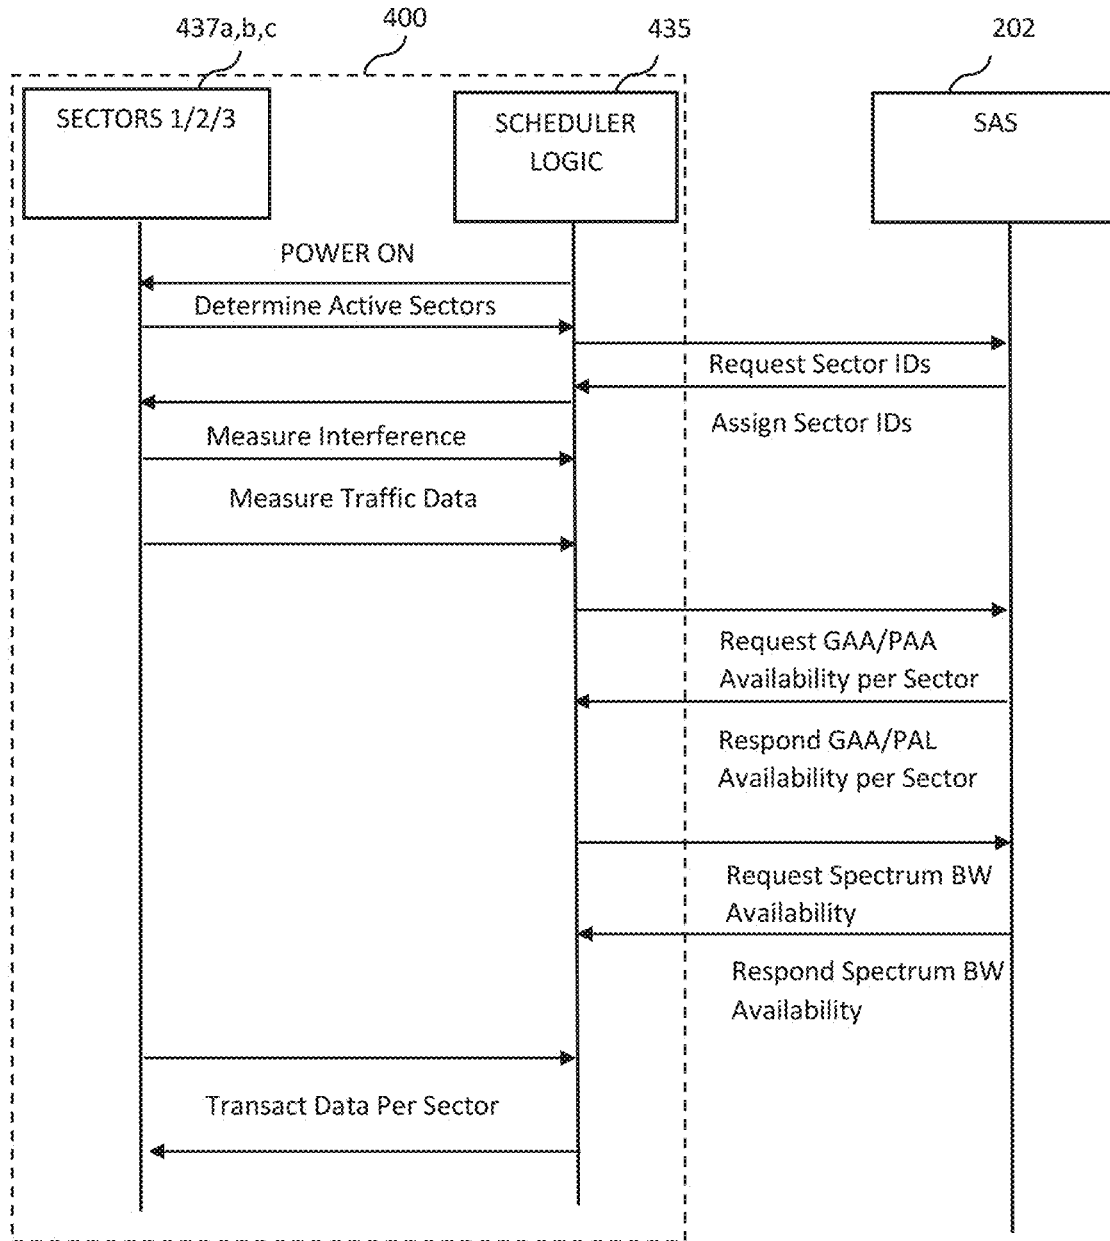 437a,b,c
400
435
202
SECTORS 1/2/3
SCHEDULER
LOGIC
SAS
POWER ON
Determine Active Sectors
Request Sector IDs
Assign Sector IDs
Measure Interference
Measure Traffic Data
Request GAA/PAA
Availability per Sector
Respond GAA/PAL
Availability per Sector
Request Spectrum BW
Availability
Respond Spectrum BW
Availability
Transact Data Per Sector